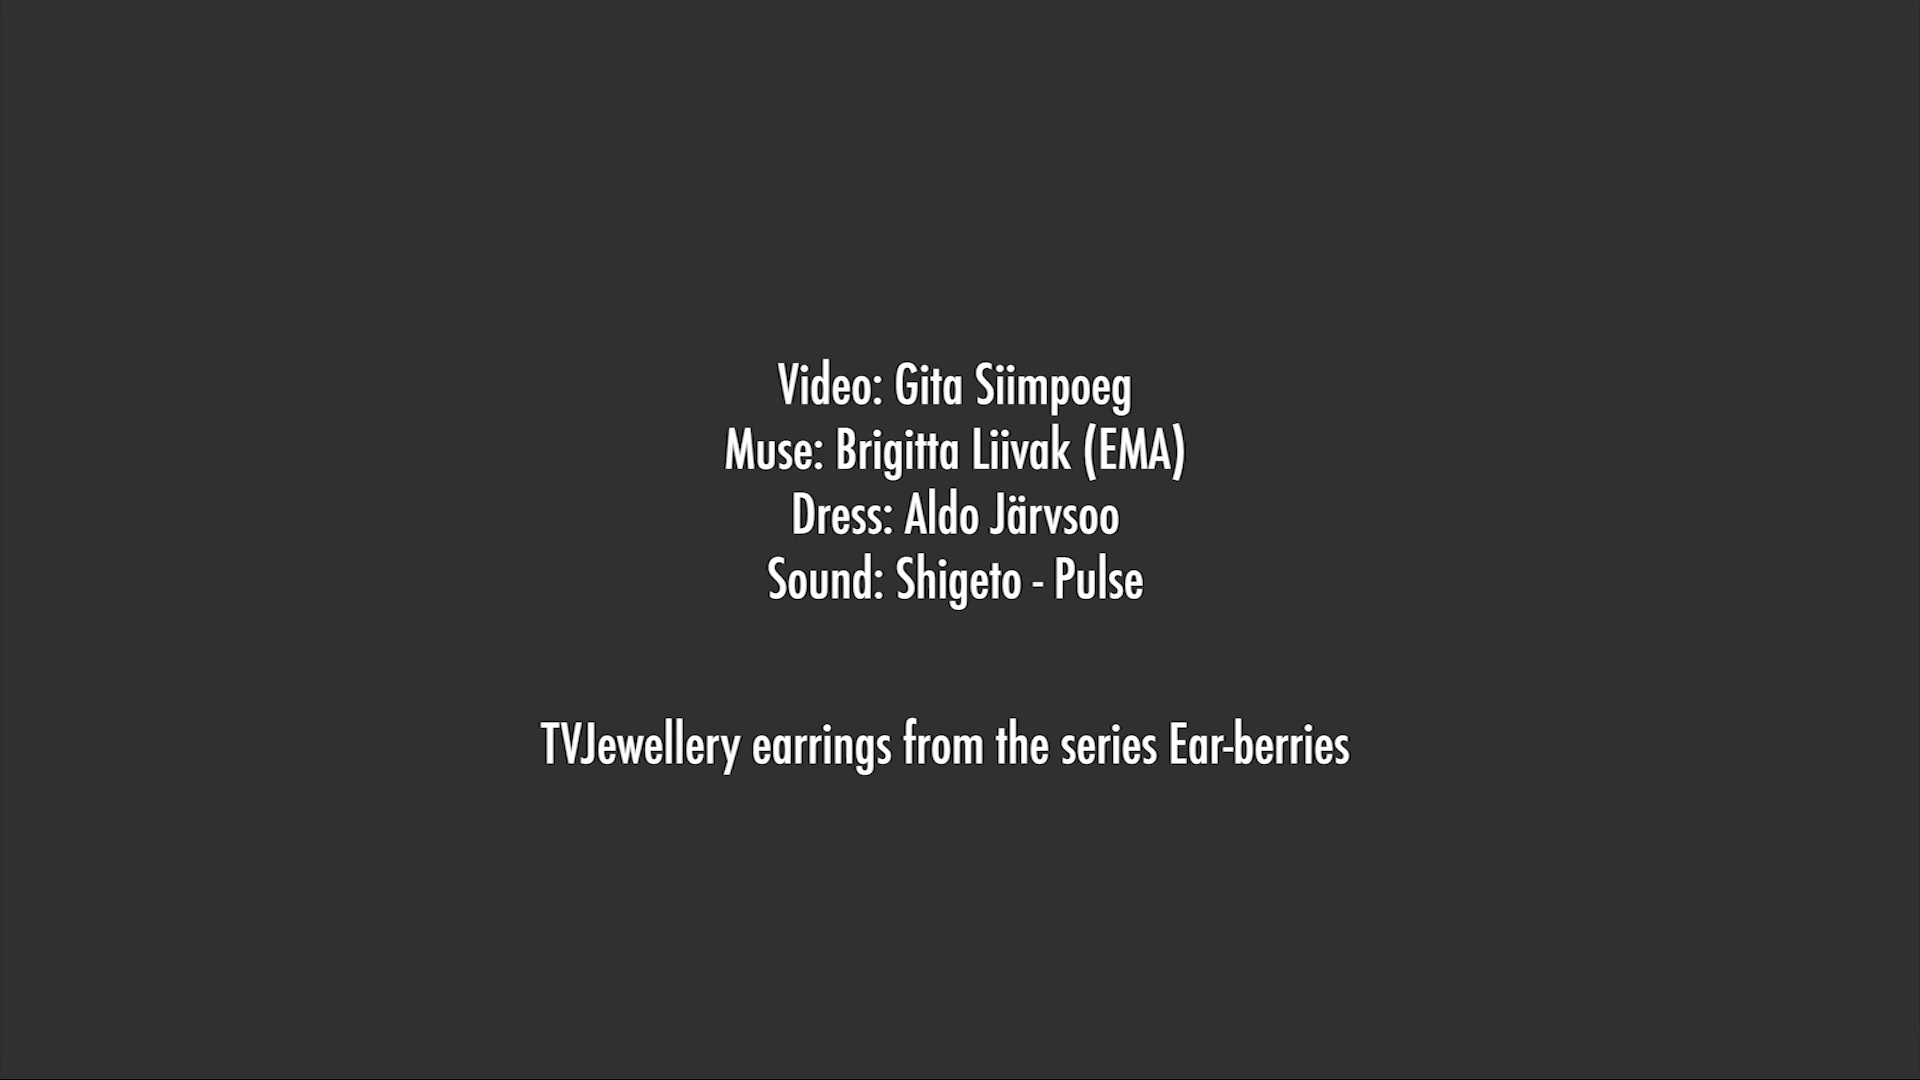 Video: Gita Siimpoeg
Muse: Brigitta Liivak (EMA)
Dress: Aldo Järvsoo
Sound: Shigeto - Pulse
TVJewellery earrings from the series Ear-berries